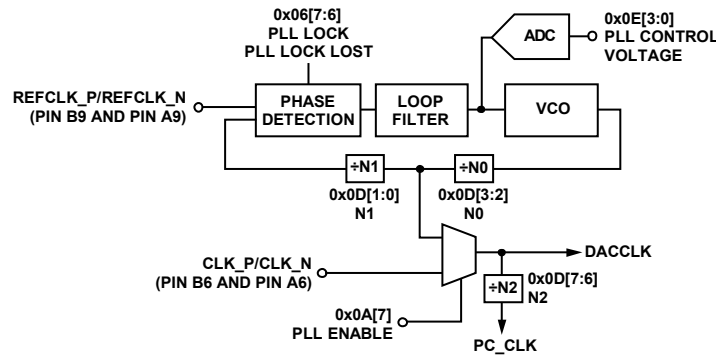 0x06[7:6]
PLL LOCK
PLL LOCK LOST
ADC
0x0E[3:0]
PLL CONTROL
VOLTAGE
REFCLK_P/REFCLK_N
(PIN B9 AND PIN A9)
PHASE
DETECTION
LOOP
FILTER
VCO
÷N1
0x0D[1:0]
N1
÷N0
0x0D[3:2]
N0
DACCLK
CLK_P/CLK_N
(PIN B6 AND PIN A6)
÷N2
0x0D[7:6]
N2
0x0A[7]
PLL ENABLE
PC_CLK